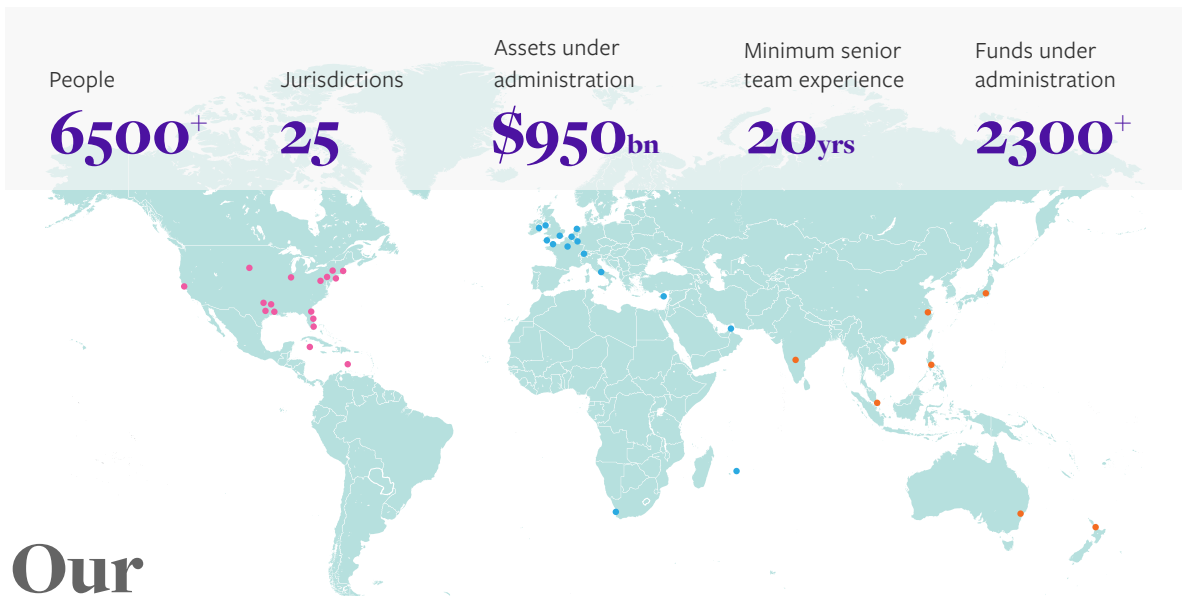 People
6500+
Jurisdictions
25
Assets under
administration
$950bn
Minimum senior
team experience
20yrs
Funds under
administration
2300+
Our